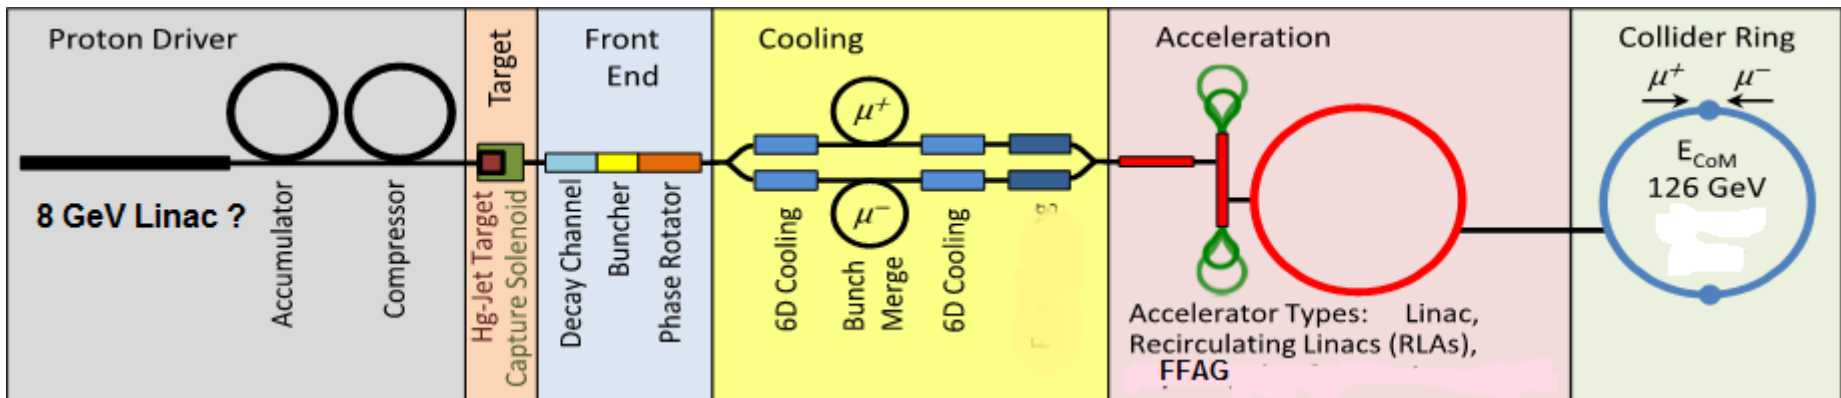 Proton Driver
8 GeV Linac ?
Accumulator
Compressor
Target
Hg-Jet Target
Capture Solenoid
Front
End
Decay Channel
Buncher
Phase Rotator
Cooling
μ+
μ−
6D Cooling
Bunch
Merge
6D Cooling
Acceleration
Accelerator Types: Linac,
Recirculating Linacs (RLAs),
FFAG
Collider Ring
μ+ μ−
ECoM
126 GeV